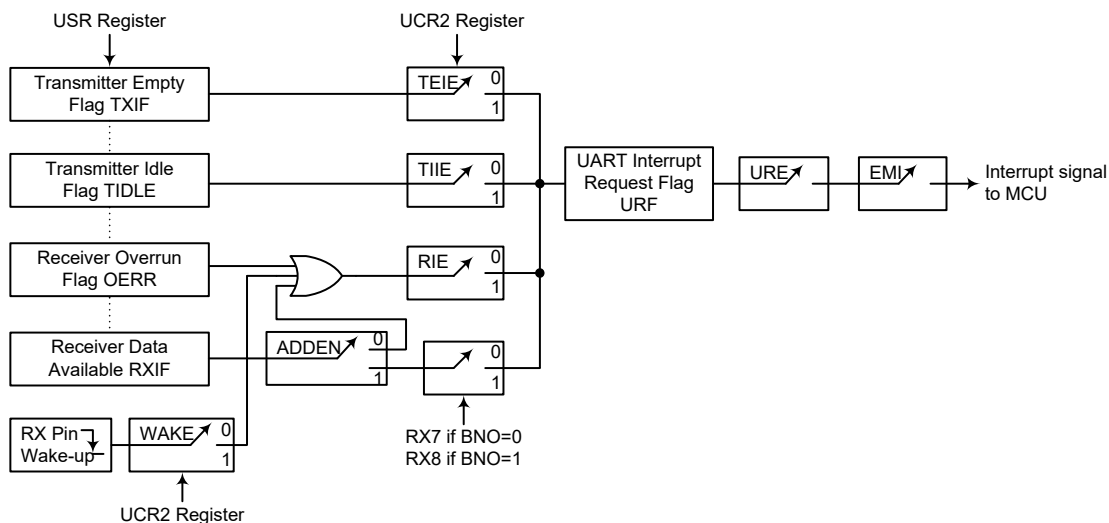 USR Register
UCR2 Register
Transmitter Empty
Flag TXIF
TEIE
0
1
Transmitter Idle
Flag TIDLE
TIIE
0
1
UART Interrupt
Request Flag
URF
URE
EMI
Interrupt signal
to MCU
Receiver Overrun
Flag OERR
RIE
0
1
Receiver Data
Available RXIF
ADDEN
0
1
0
1
RX7 if BNO=0
RX8 if BNO=1
RX Pin
Wake-up
WAKE
0
1
UCR2 Register